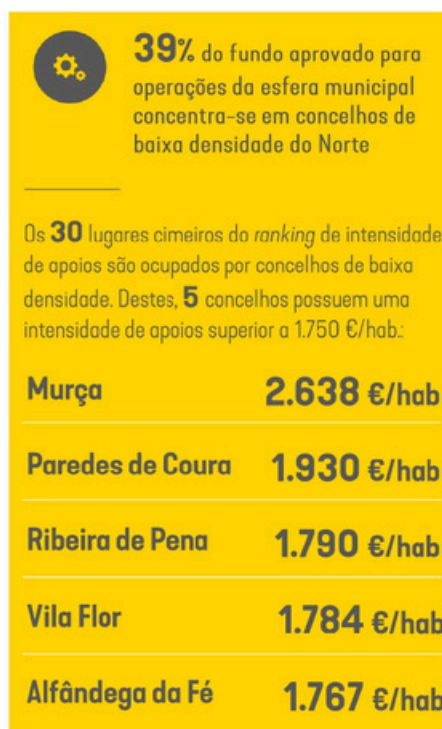 39% do fundo aprovado para
operações da esfera municipal
concentra-se em concelhos de
baixa densidade do Norte
Os 30 lugares cimeiros do ranking de intensidade
de apoios são ocupados por concelhos de baixa
densidade. Destes, 5 concelhos possuem uma
intensidade de apoios superior a 1.750 €/hab.:
Murça 2.638 €/hab
Paredes de Coura 1.930 €/hab
Ribeira de Pena 1.790 €/hab
Vila Flor 1.784 €/hab
Alfândega da Fé 1.767 €/hab